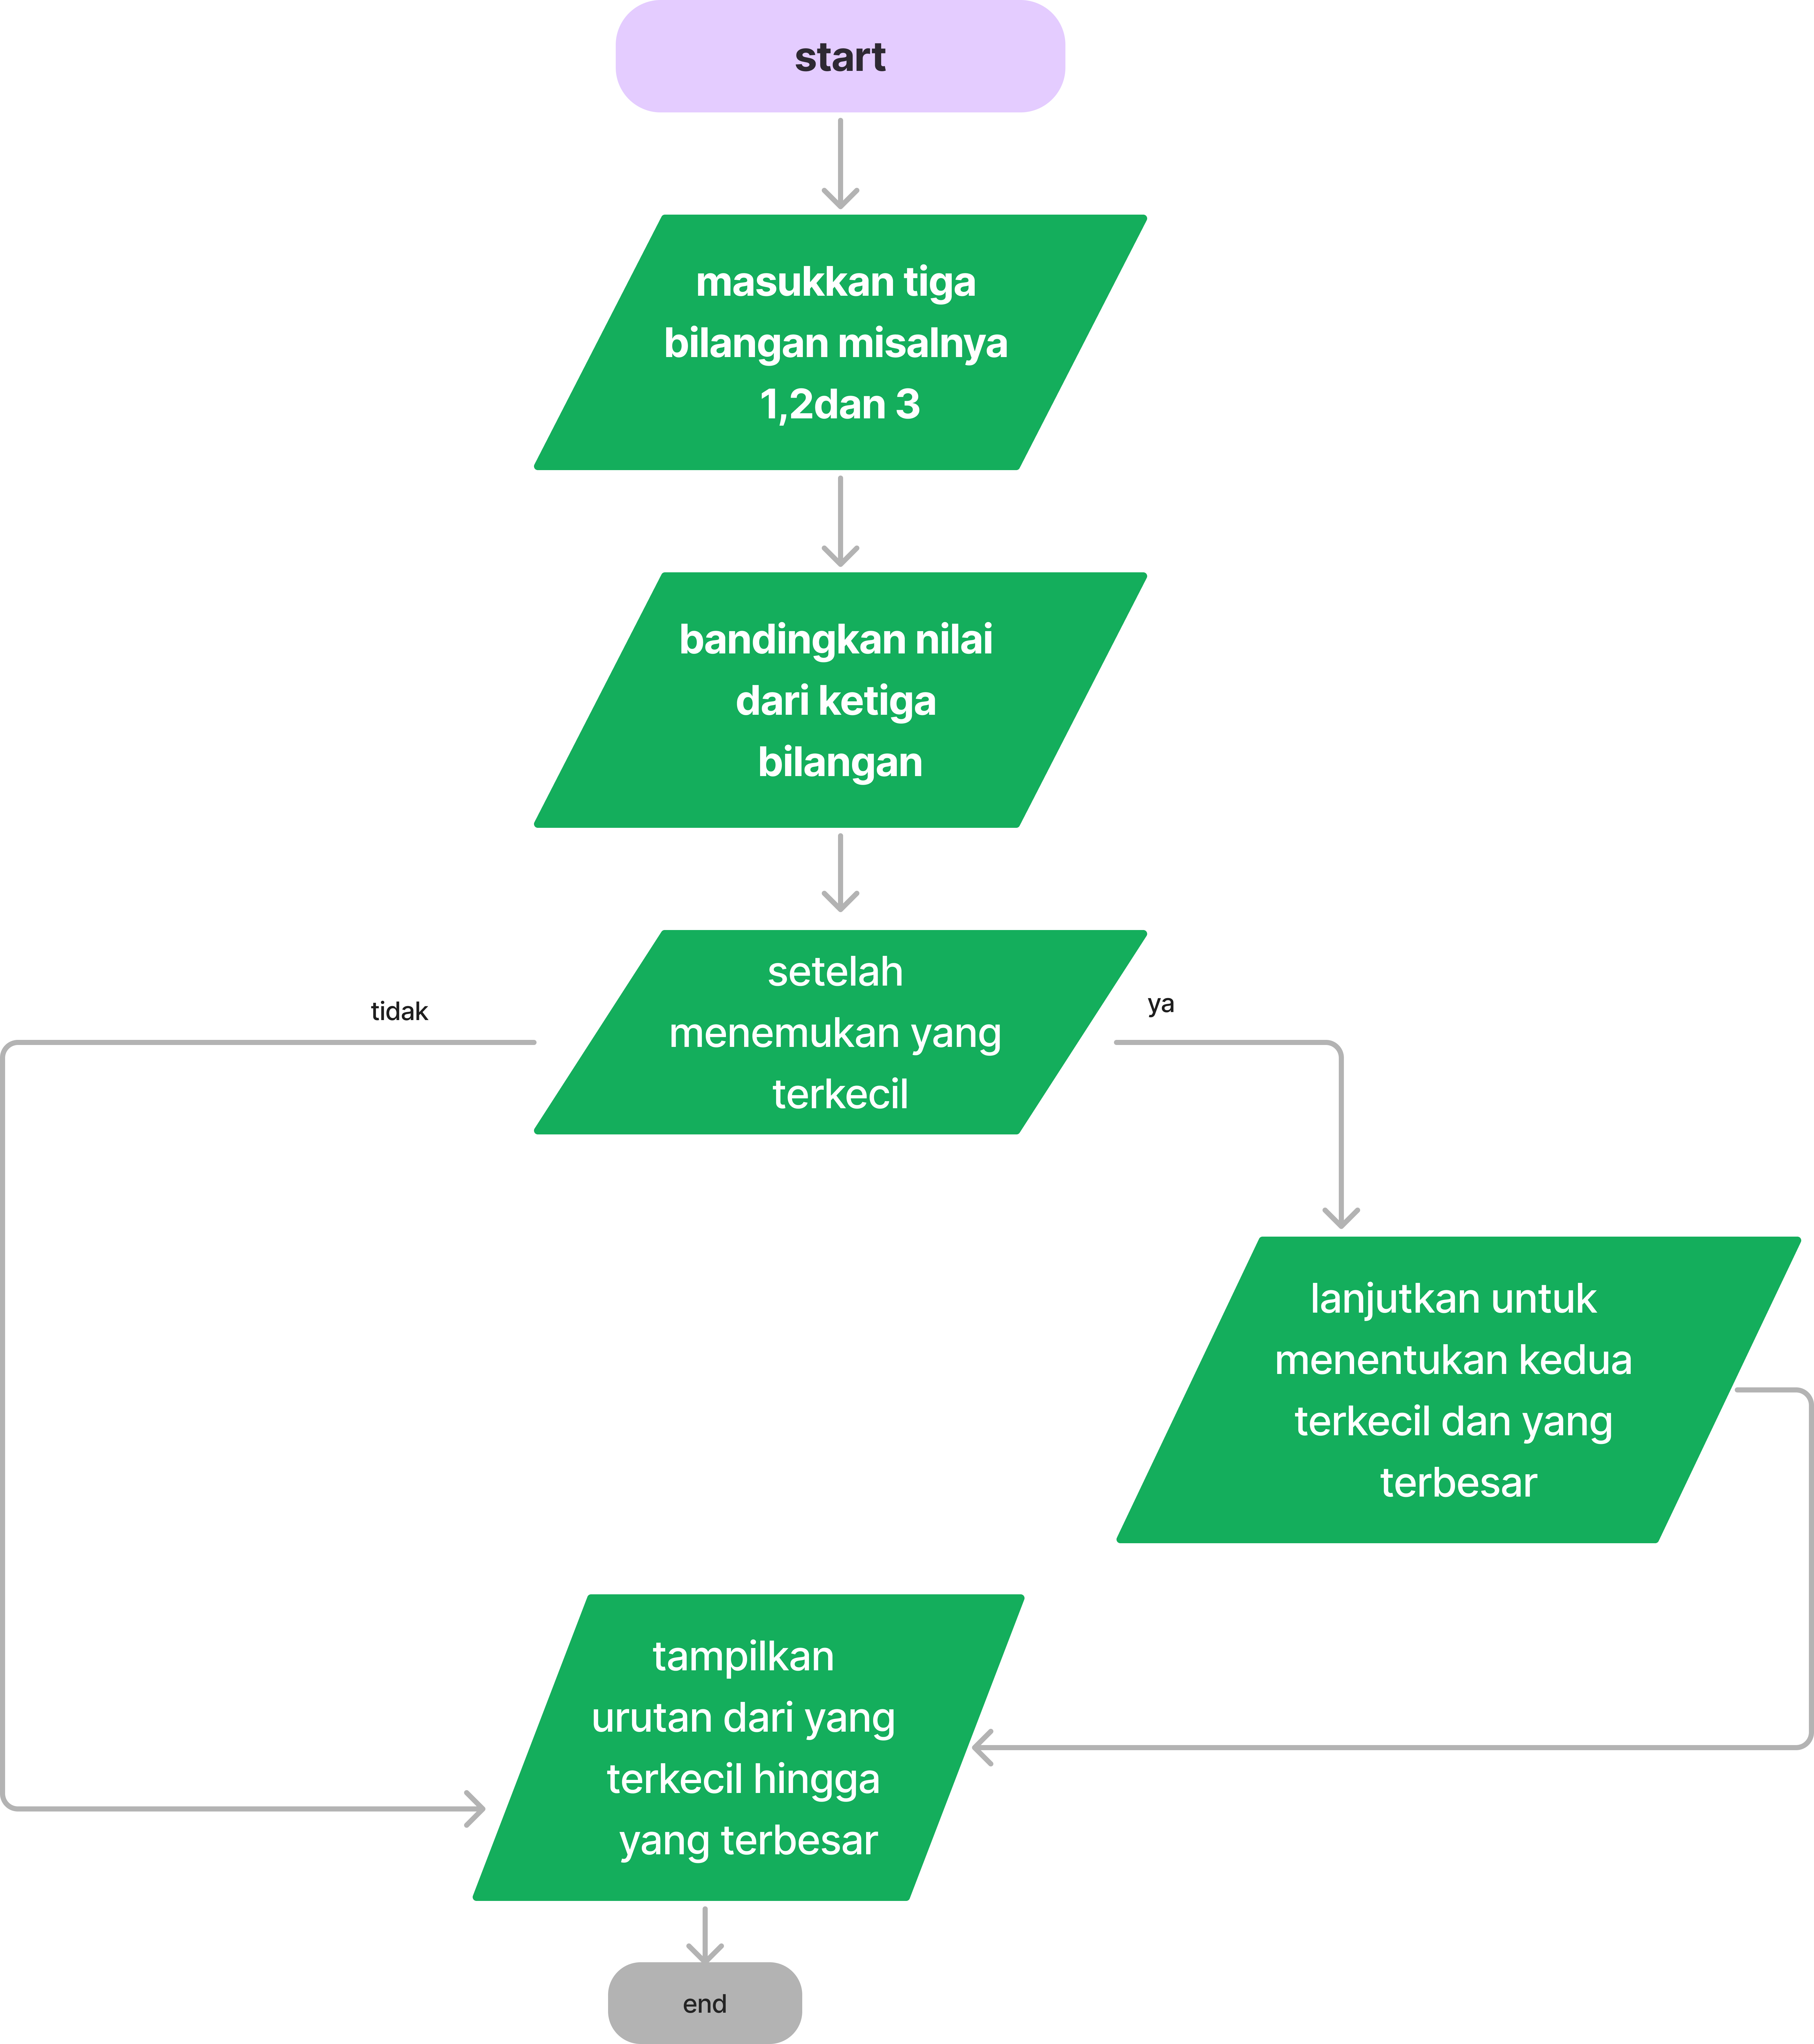 start
masukkan tiga
bilangan misalnya
1,2dan 3
bandingkan nilai
dari ketiga
bilangan
setelah
menemukan yang
terkecil
tidak
ya
lanjutkan untuk
menentukan kedua
terkecil dan yang
terbesar
tampilkan
urutan dari yang
terkecil hingga
yang terbesar
end